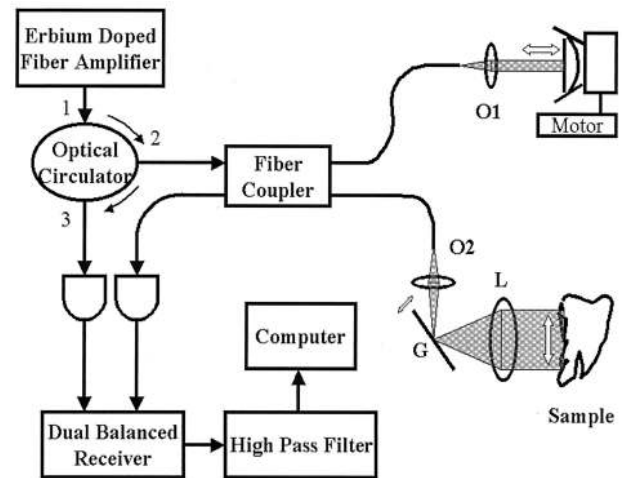 Erbium Doped
Fiber Amplifier
1
2
Optical
Circulator
3
Fiber
Coupler
O1
Motor
O2
L
G
Sample
Computer
Dual Balanced
Receiver
High Pass Filter